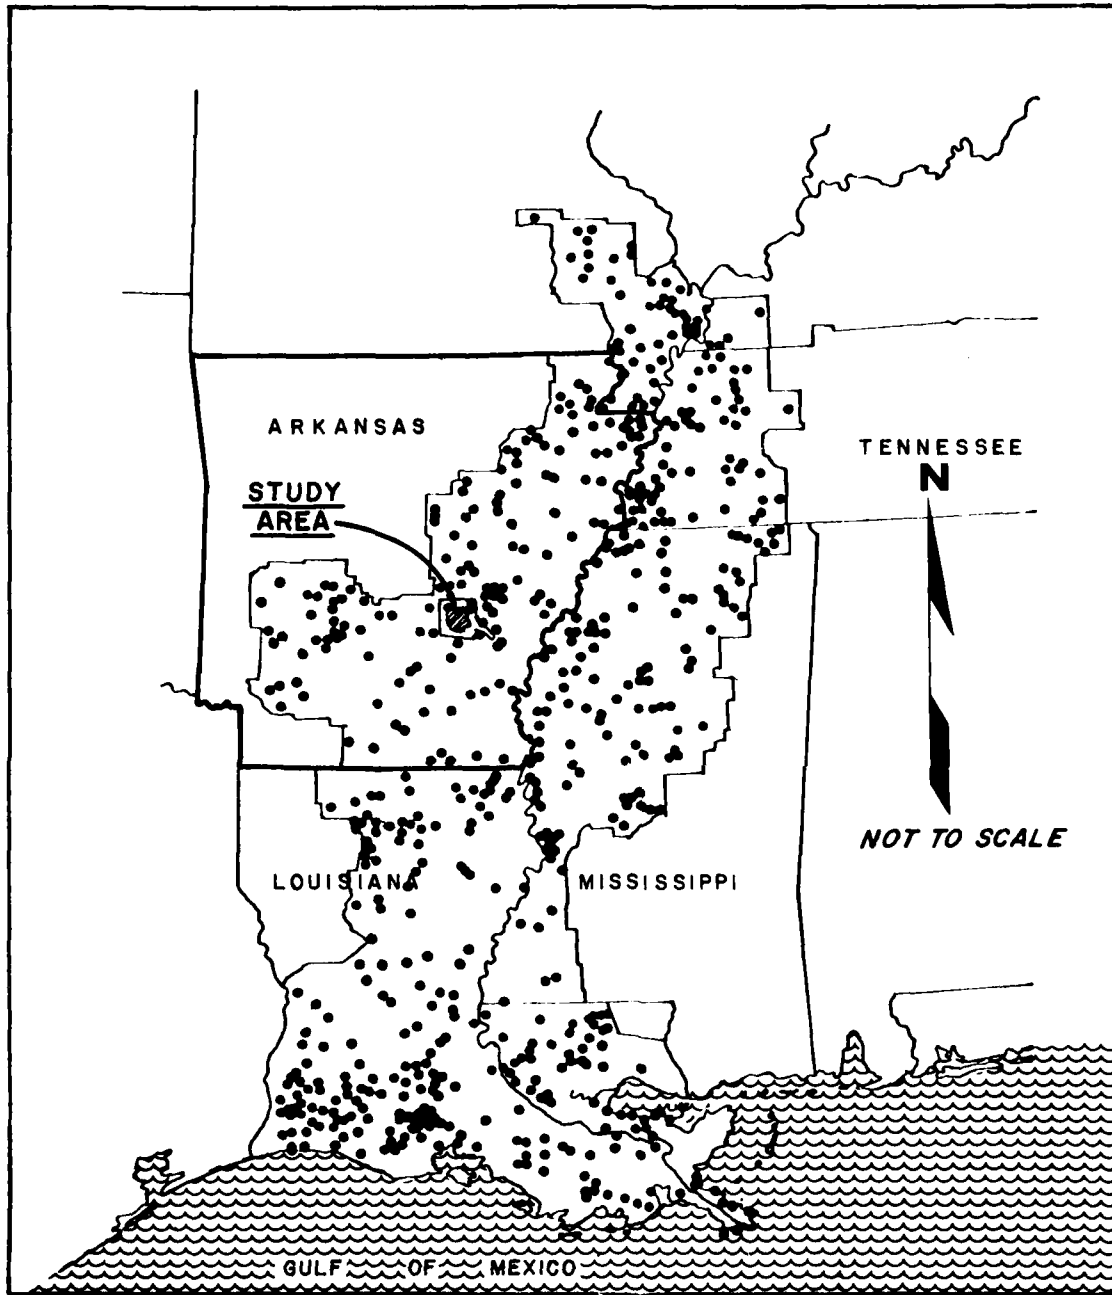 ARKANSAS
TENNESSEE
N
STUDY
AREA
NOT TO SCALE
LOUISIANA
MISSISSIPPI
GULF OF MEXICO